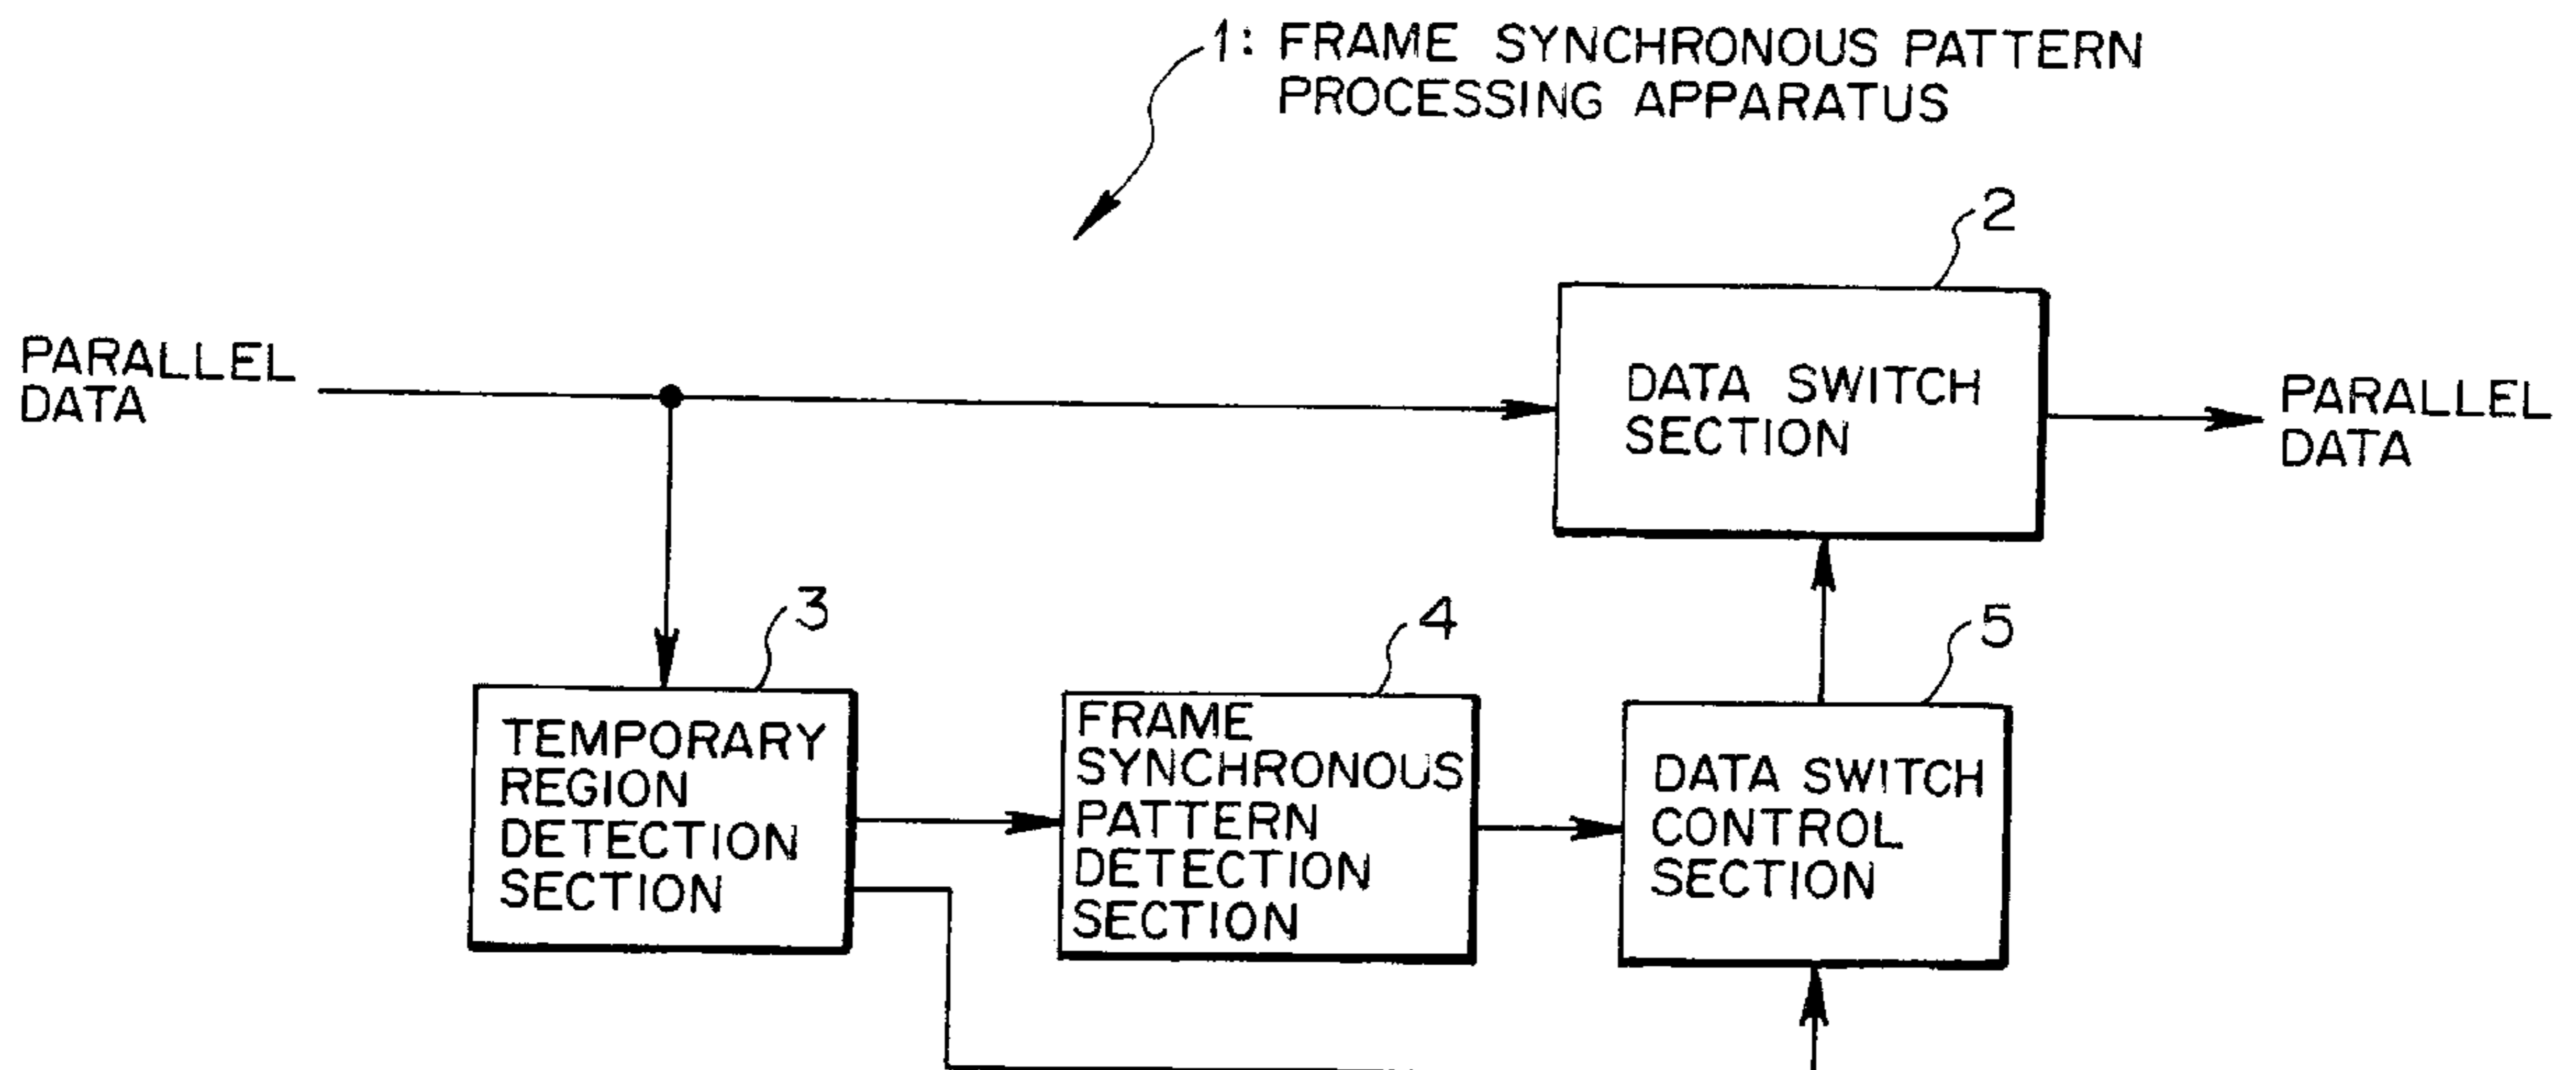 1: FRAME SYNCHRONOUS PATTERN
PROCESSING APPARATUS
2
PARALLEL
DATA
DATA SWITCH
SECTION
PARALLEL
DATA
3
TEMPORARY
REGION
DETECTION
SECTION
4
FRAME
SYNCHRONOUS
PATTERN
DETECTION
SECTION
5
DATA SWITCH
CONTROL
SECTION